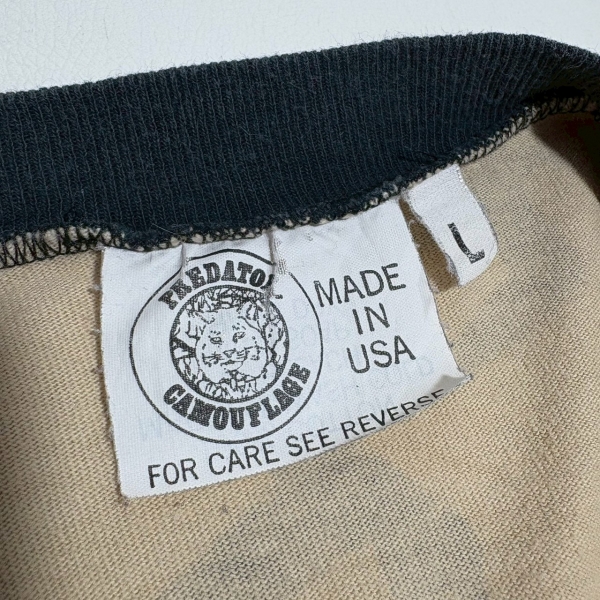 PREDATOR
CAMOUFLAGE
MADE
IN
USA
FOR CARE SEE REVERSE
L